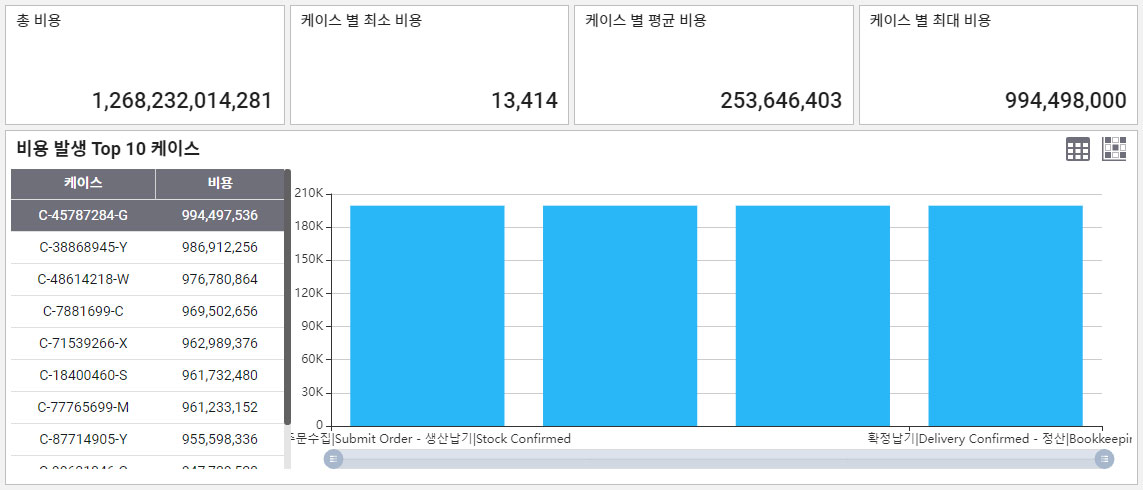 총 비용
1,268,232,014,281
케이스 별 최소 비용
13,414
케이스 별 평균 비용
253,646,403
케이스 별 최대 비용
994,498,000
비용 발생 Top 10 케이스
케이스 비용
C-45787284-G 994,497,536
C-38868945-Y 986,912,256
C-48614218-W 976,780,864
C-7881699-C 969,502,656
C-71539266-X 962,989,376
C-18400460-S 961,732,480
C-77765699-M 961,233,152
C-87714905-Y 955,598,336
210K
180K
150K
120K
90K
60K
30K
0
주문수집|Submit Order - 생산납기|Stock Confirmed
확정납기|Delivery Confirmed - 정산|Bookkeepin